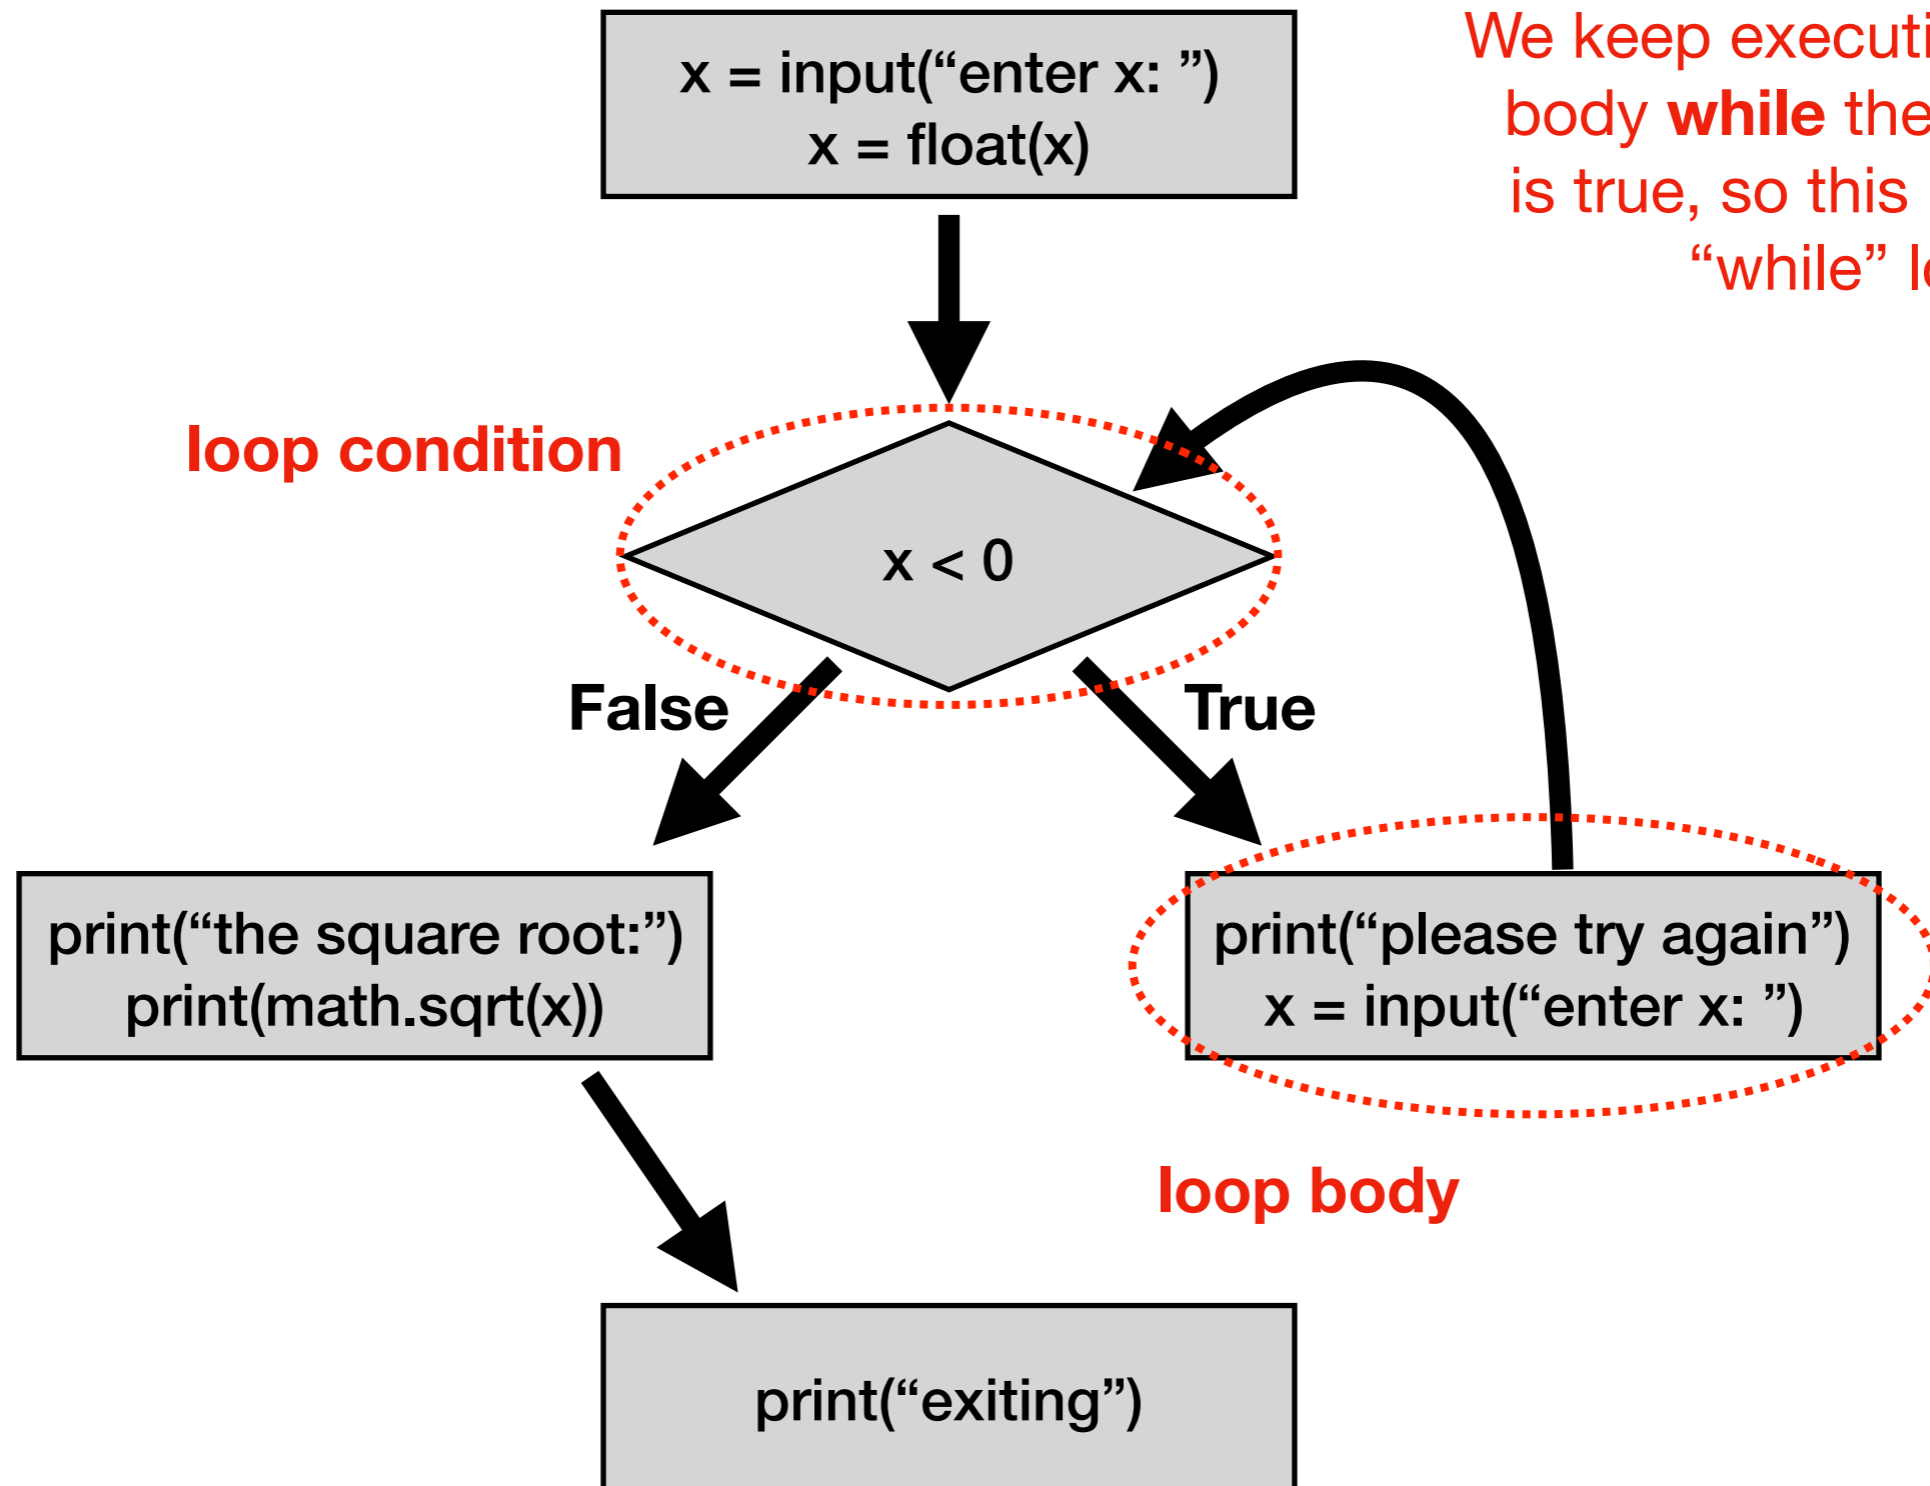 x = input(“enter x: ”)
x = float(x)
We keep executi
body while the
is true, so this
“while” lo
loop condition
x < 0
False
True
print(“the square root:”)
print(math.sqrt(x))
print(“please try again”)
x = input(“enter x: ”)
loop body
print(“exiting”)